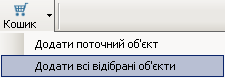 Кошик
Додати поточний об'єкт
Додати всі відібрані об'єкти